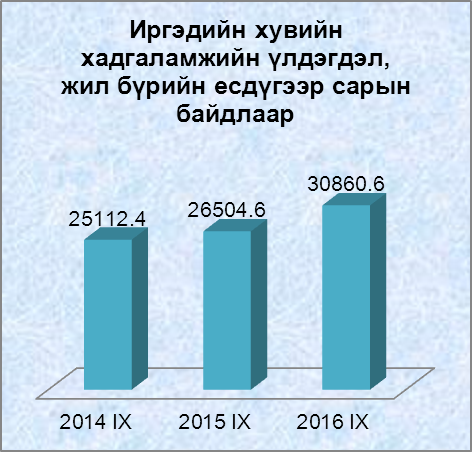 Иргэдийн хувийн
хадгаламжийн үлдэгдэл,
жил бүрийн есдүгээр сарын
байдлаар
25112.4
26504.6
30860.6
2014 IX
2015 IX
2016 IX